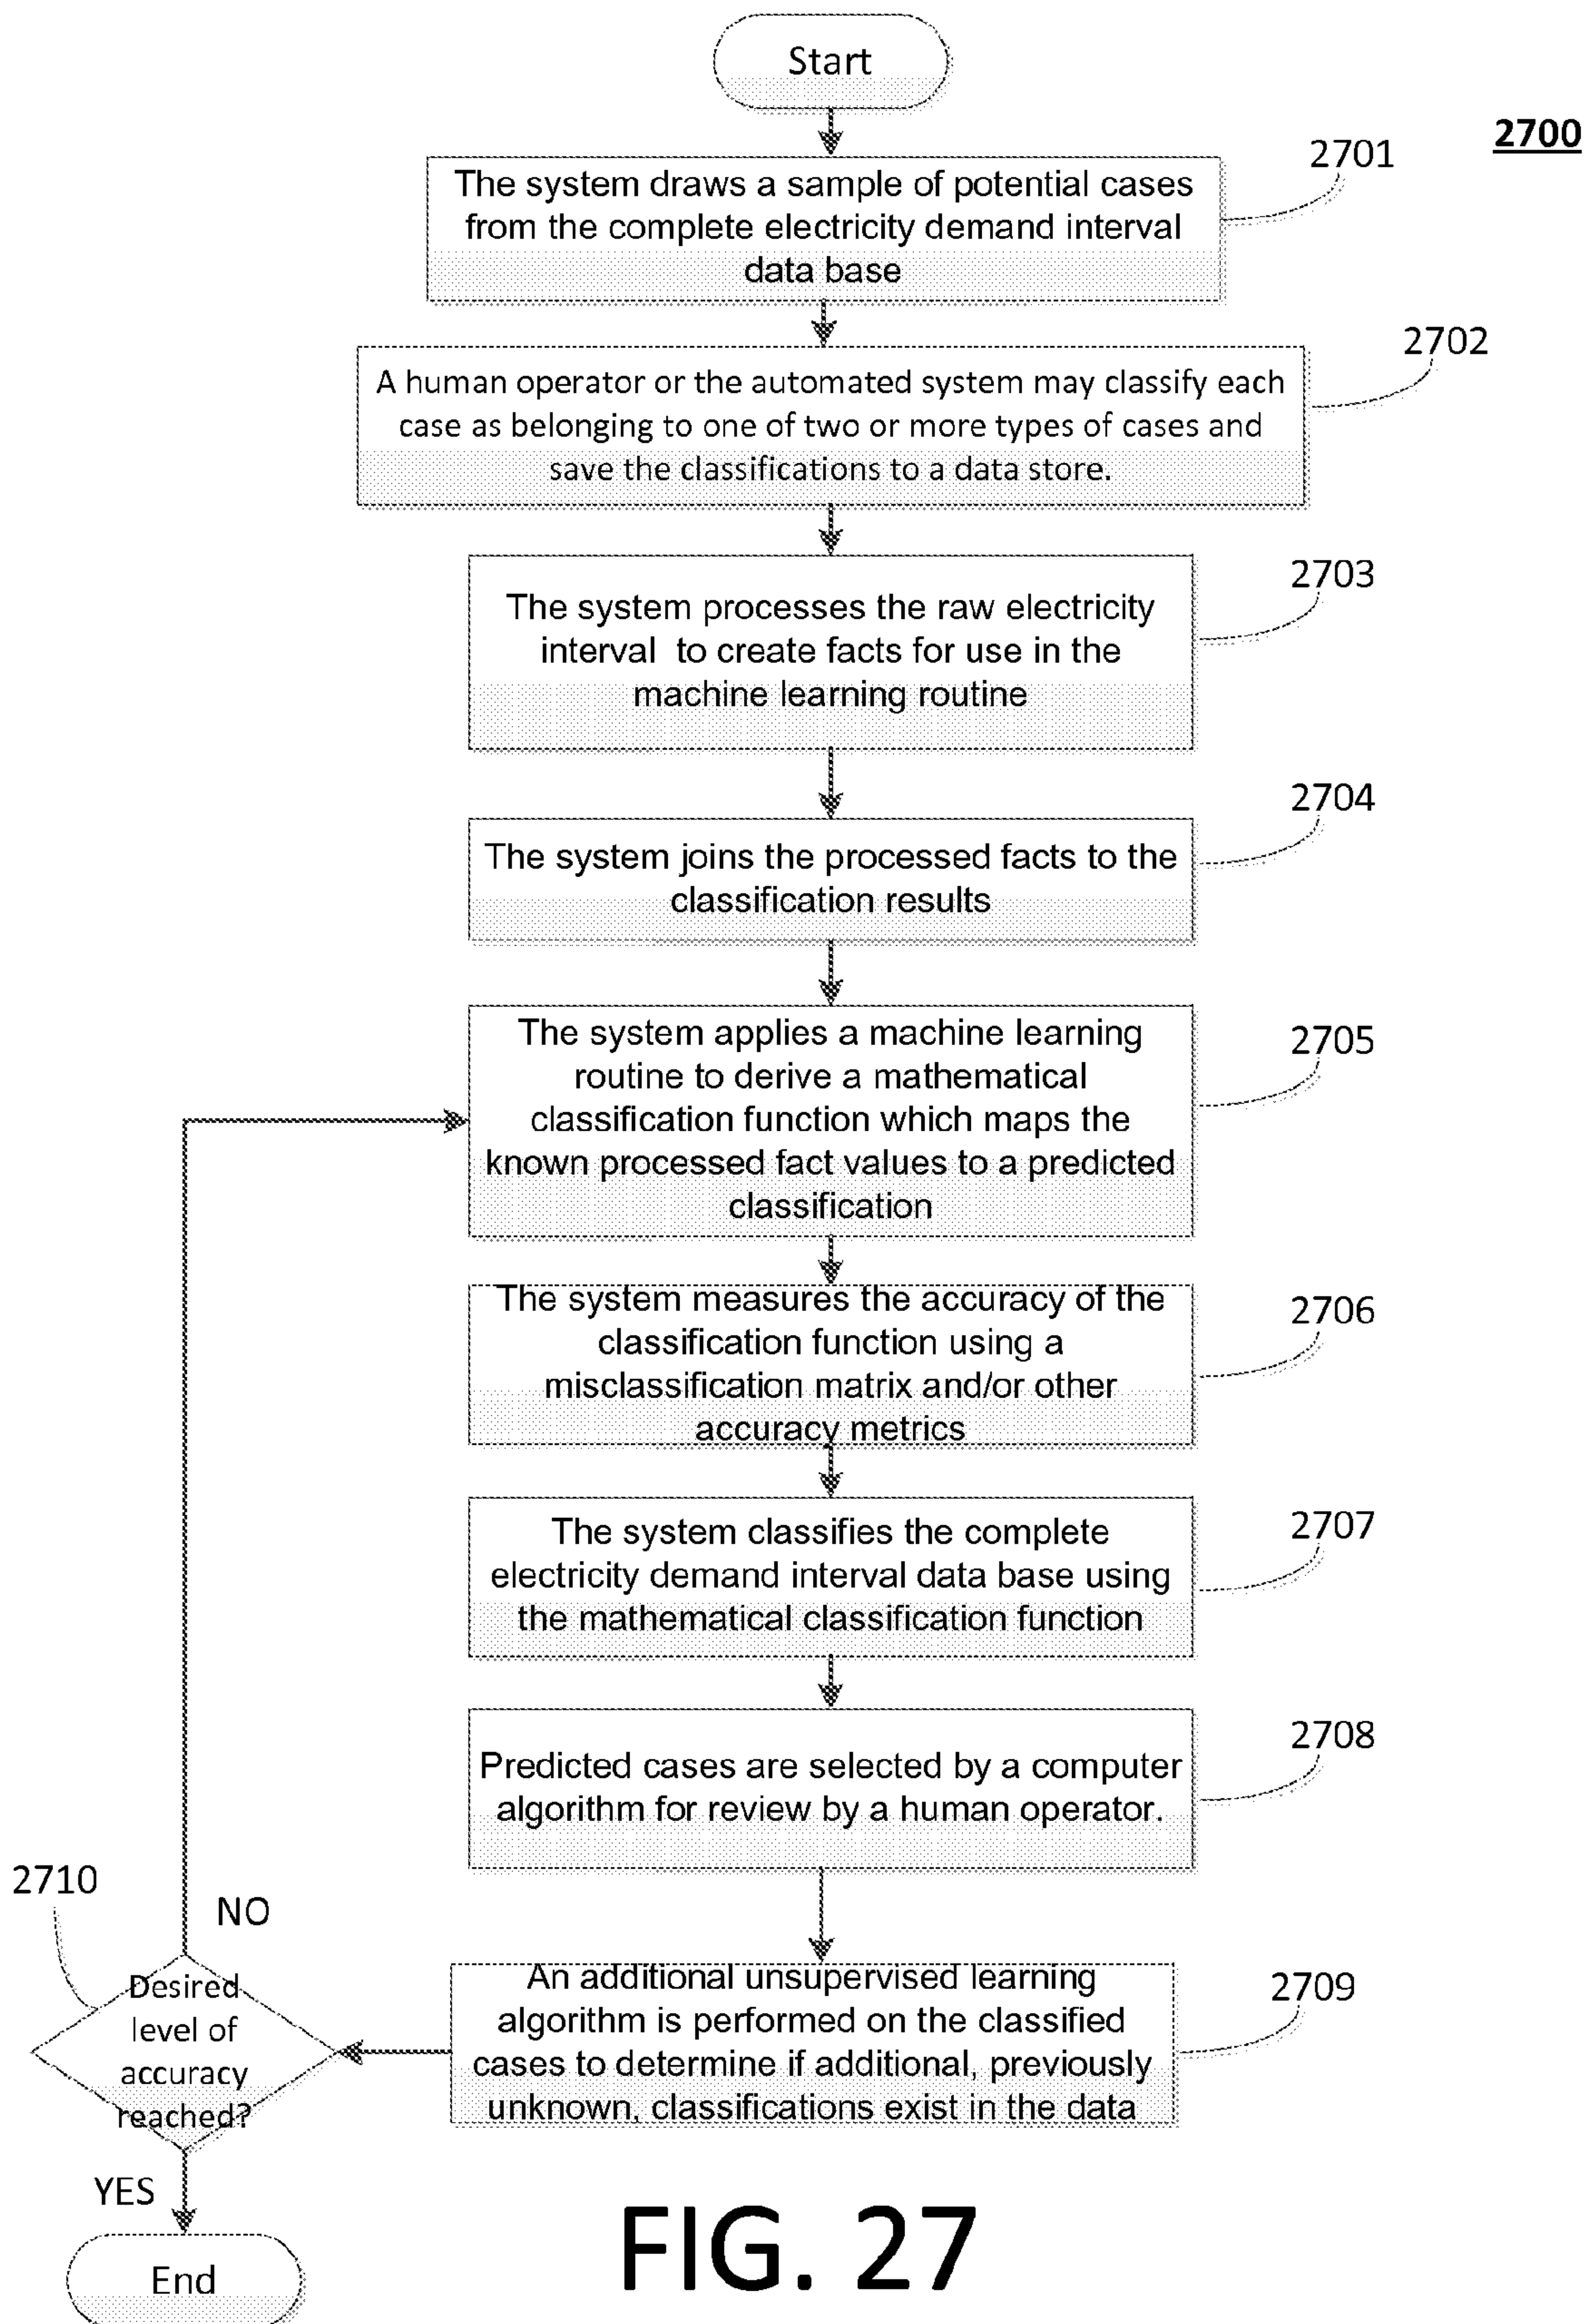 Start
2700
2701
The system draws a sample of potential cases
from the complete electricity demand interval
data base
2702
A human operator or the automated system may classify each
case as belonging to one of two or more types of cases and
save the classifications to a data store.
2703
The system processes the raw electricity
interval to create facts for use in the
machine learning routine
2704
The system joins the processed facts to the
classification results
2705
The system applies a machine learning
routine to derive a mathematical
classification function which maps the
known processed fact values to a predicted
classification
2706
The system measures the accuracy of the
classification function using a
misclassification matrix and/or other
accuracy metrics
2707
The system classifies the complete
electricity demand interval data base using
the mathematical classification function
2708
Predicted cases are selected by a computer
algorithm for review by a human operator.
2709
An additional unsupervised learning
algorithm is performed on the classified
cases to determine if additional, previously
unknown, classifications exist in the data
2710
NO
Desired
level of
accuracy
reached?
YES
End
FIG. 27